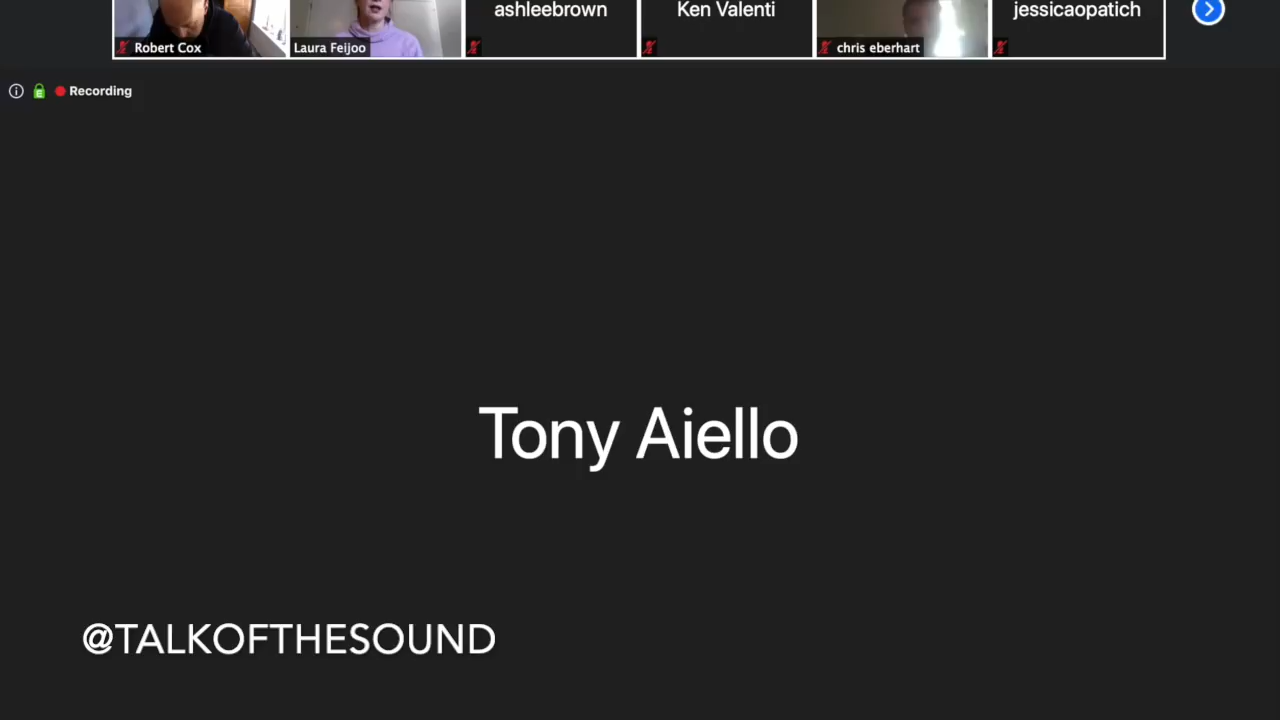 ashleebrown
Ken Valenti
jessicaopatich
Robert Cox
Laura Feijoo
chris eberhart
Recording
Tony Aiello
@TALKOFTHESOUND